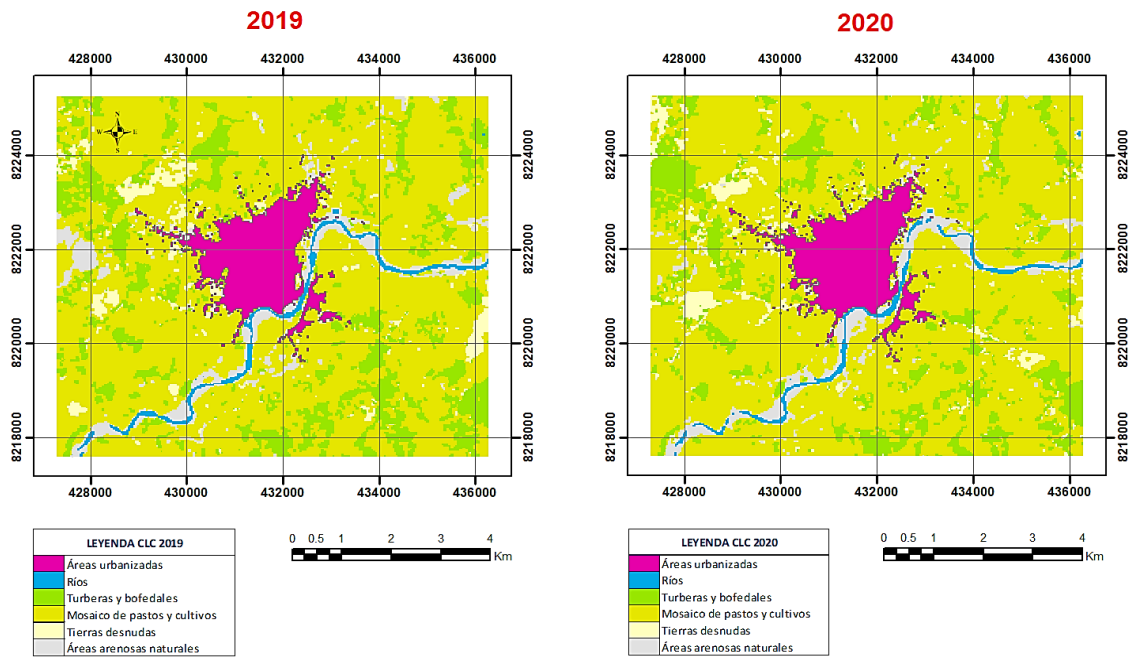 2019
2020
428000 430000 432000 434000 436000
428000 430000 432000 434000 436000
N
W E
S
8224000 8224000
8222000 8222000
8220000 8220000
8218000 8218000
8224000 8224000
8222000 8222000
8220000 8220000
8218000 8218000
428000 430000 432000 434000 436000
428000 430000 432000 434000 436000
LEYENDA CLC 2019
Áreas urbanizadas
Ríos
Turberas y bofedales
Mosaico de pastos y cultivos
Tierras desnudas
Áreas arenosas naturales
0 0.5 1 2 3 4
Km
LEYENDA CLC 2020
Áreas urbanizadas
Ríos
Turberas y bofedales
Mosaico de pastos y cultivos
Tierras desnudas
Áreas arenosas naturales
0 0.5 1 2 3 4
Km